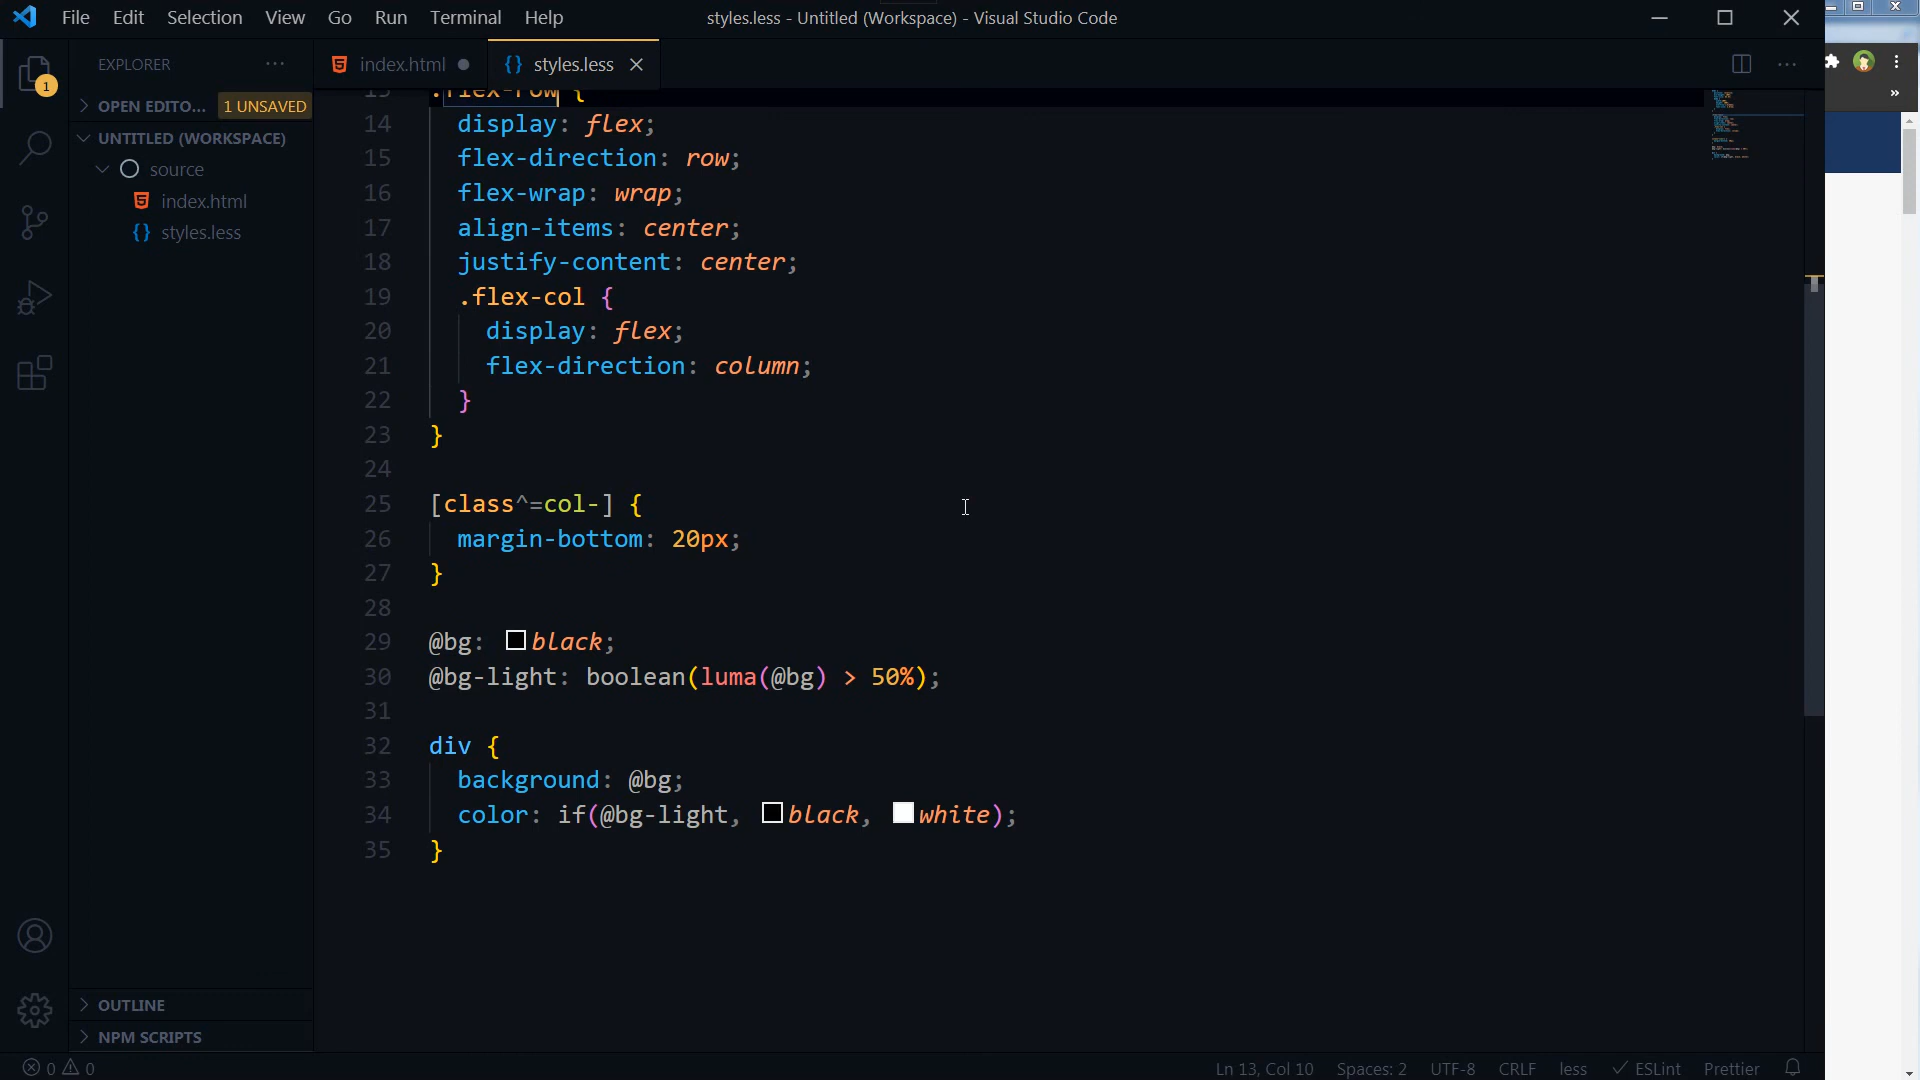 File Edit Selection View Go Run Terminal Help
styles.less - Untitled (Workspace) - Visual Studio Code
EXPLORER
index.html
styles.less
1
OPEN EDITO... 1 UNSAVED
UNTITLED (WORKSPACE)
source
index.html
styles.less
13 .flex-row {
14 display: flex;
15 flex-direction: row;
16 flex-wrap: wrap;
17 align-items: center;
18 justify-content: center;
19 .flex-col {
20 display: flex;
21 flex-direction: column;
22 }
23 }
24
25 [class^=col-] {
26 margin-bottom: 20px;
27 }
28
29 @bg: black;
30 @bg-light: boolean(luma(@bg) > 50%);
31
32 div {
33 background: @bg;
34 color: if(@bg-light, black, white);
35 }
OUTLINE
NPM SCRIPTS
0 0
Ln 13, Col 10 Spaces: 2 UTF-8 CRLF less ESLint Prettier